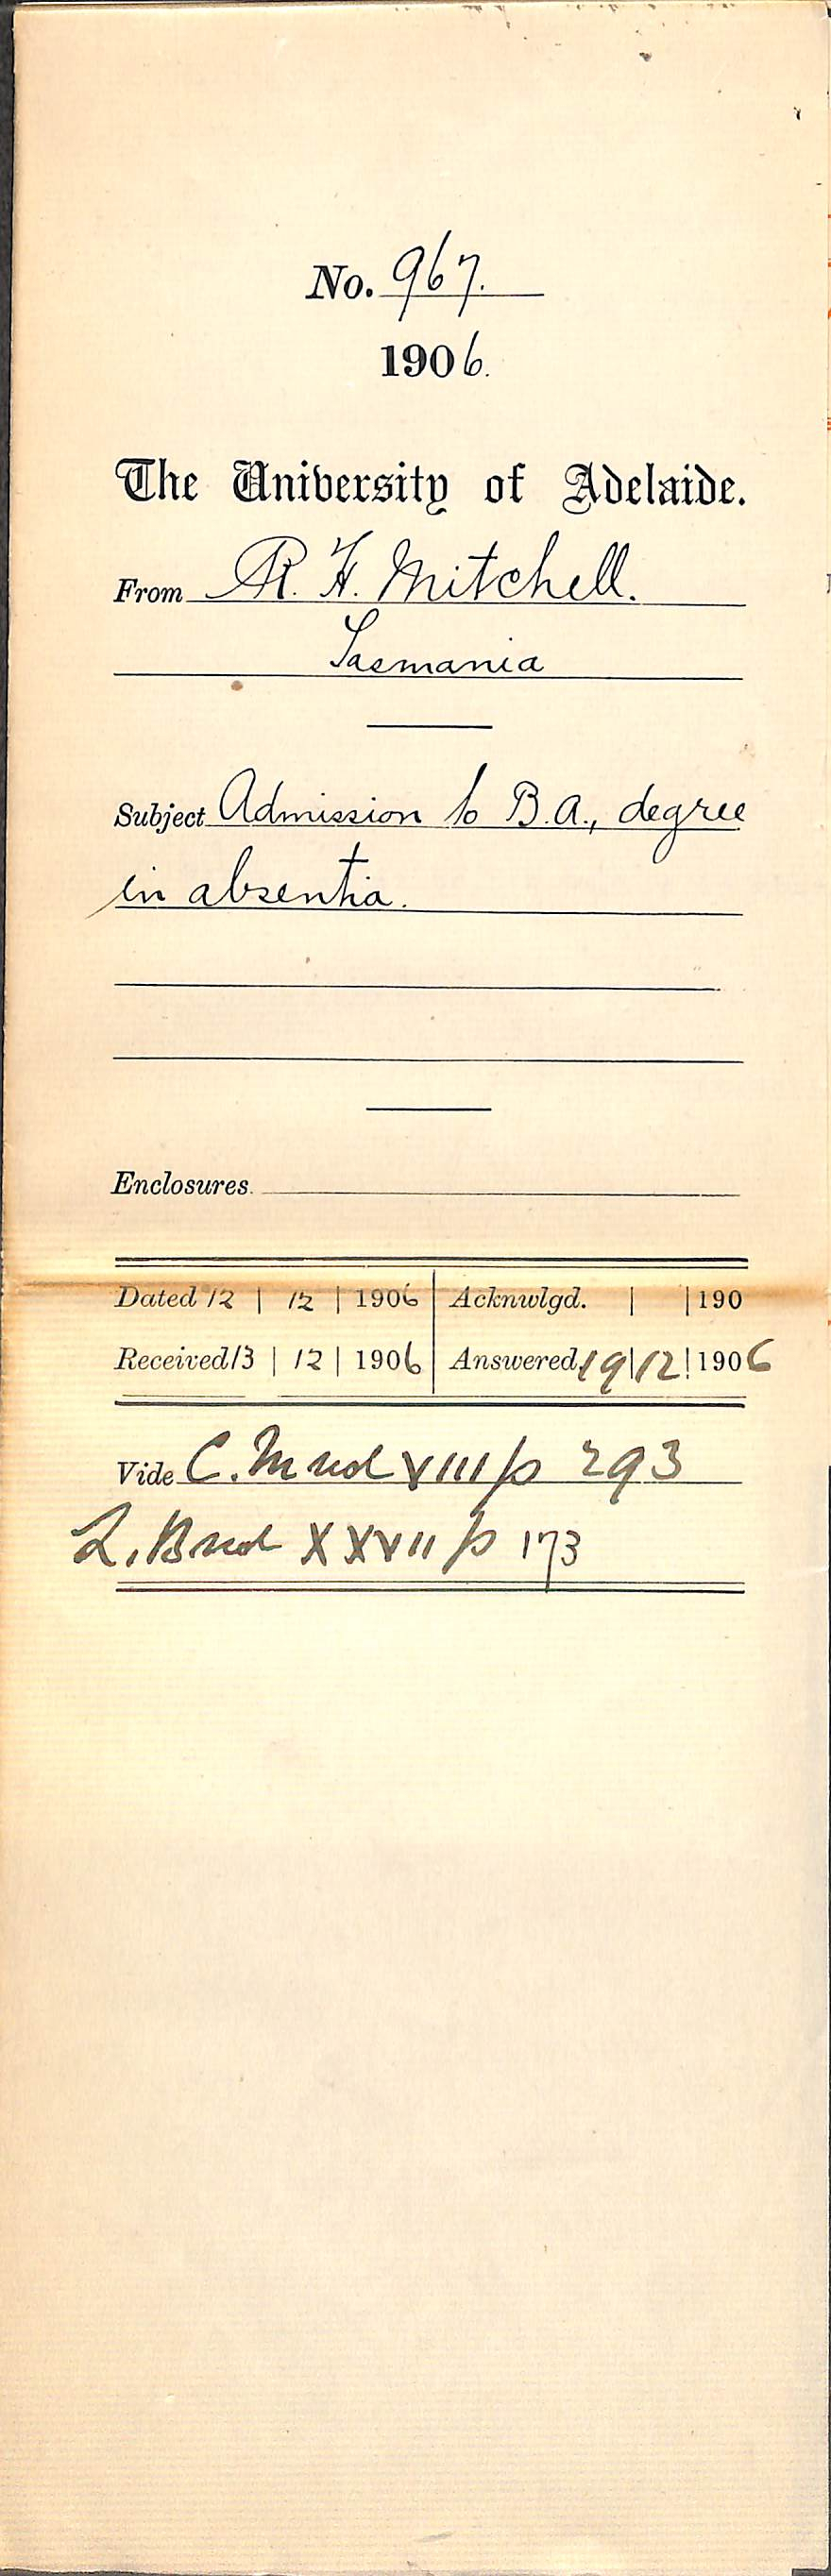 No. 967.
1906.
The University of Adelaide.
From R. H. Mitchell.
Tasmania
Subject Admission to B.A., degree
in absentia.
Enclosures.
Dated 12 | 12 | 1906 Acknwlgd. | | 190
Received 13 | 12 | 1906 Answered 19 | 12 | 1906
Vide C. M vol VIII p 293
L. B vol XXVII p 173